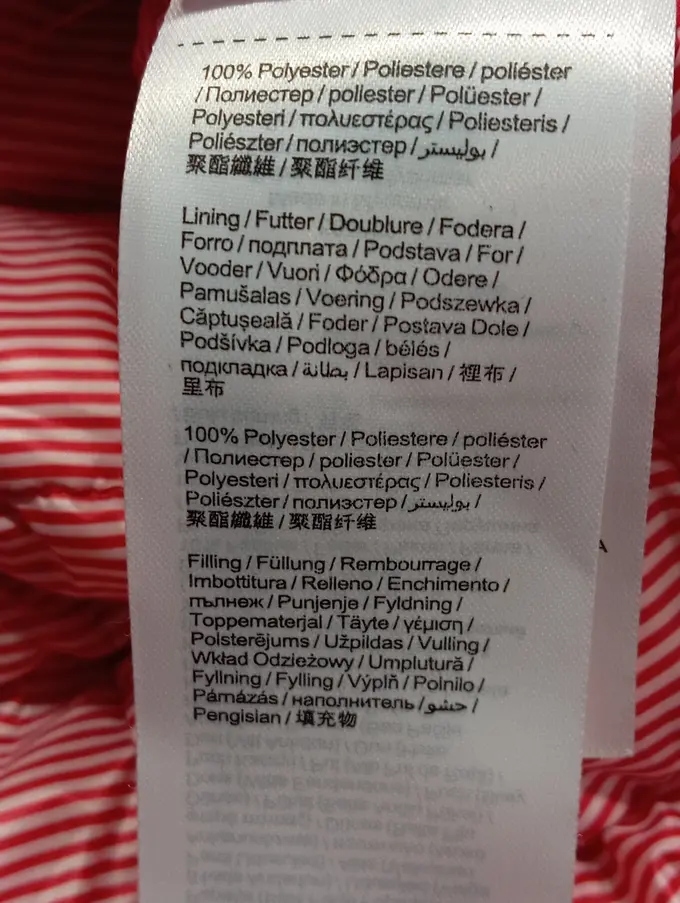 100% Polyester / Poliestere / poliéster
/ Полиестер / poliester / Polüester /
Polyesteri / πολυεστέρας / Poliesteris /
Poliészter / полиэстер / بوليستر /
聚酯纖維 / 聚酯纤维
Lining / Futter / Doublure / Fodera /
Forro / подплата / Podstava / For /
Vooder / Vuori / Φόδρα / Odere /
Pamušalas / Voering / Podszewka /
Căptușeală / Foder / Postava Dole /
Podšívka / Podloga / bélés /
подкладка / بطانة / Lapisan / 裡布 /
里布
100% Polyester / Poliestere / poliéster
/ Полиестер / poliester / Polüester /
Polyesteri / πολυεστέρας / Poliesteris /
Poliészter / полиэстер / بوليستر /
聚酯纖維 / 聚酯纤维
Filling / Füllung / Rembourrage /
Imbottitura / Relleno / Enchimento /
пълнеж / Punjenje / Fyldning /
Toppematerjal / Täyte / γέμιση /
Polsterējums / Užpildas / Vulling /
Wkład Odzieżowy / Umplutură /
Fyllning / Fylling / Výplň / Polnilo /
Párnázás / наполнитель / حشو /
Pengisian / 填充物